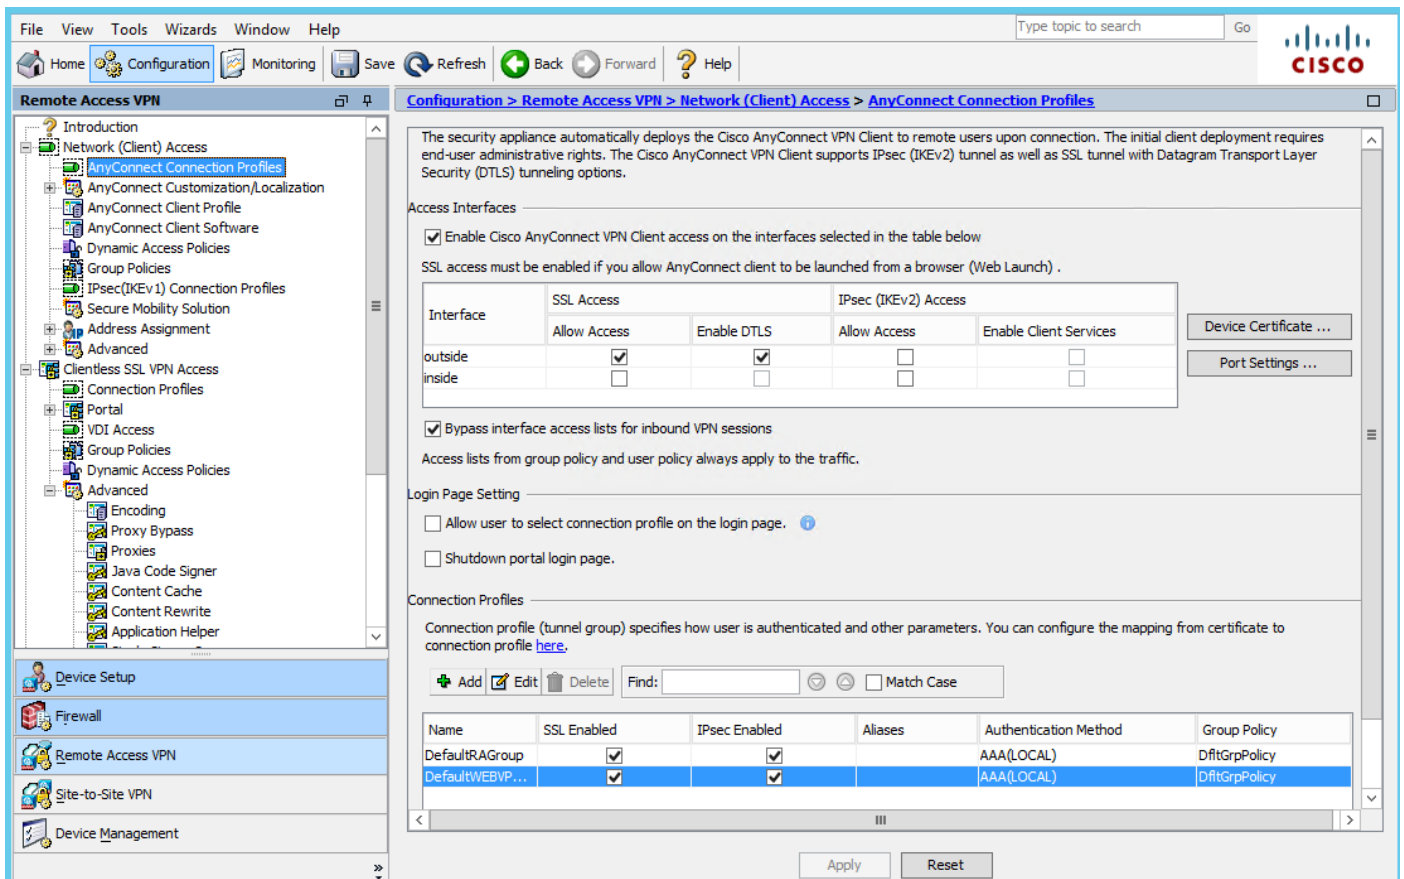 File View Tools Wizards Window Help
Type topic to search Go
Home Configuration Monitoring Save Refresh Back Forward Help
CISCO
Remote Access VPN
Introduction
Network (Client) Access
AnyConnect Connection Profiles
AnyConnect Customization/Localization
AnyConnect Client Profile
AnyConnect Client Software
Dynamic Access Policies
Group Policies
IPsec(IKEv1) Connection Profiles
Secure Mobility Solution
Address Assignment
Advanced
Clientless SSL VPN Access
Connection Profiles
Portal
VDI Access
Group Policies
Dynamic Access Policies
Advanced
Encoding
Proxy Bypass
Proxies
Java Code Signer
Content Cache
Content Rewrite
Application Helper
Device Setup
Firewall
Remote Access VPN
Site-to-Site VPN
Device Management
Configuration > Remote Access VPN > Network (Client) Access > AnyConnect Connection Profiles
The security appliance automatically deploys the Cisco AnyConnect VPN Client to remote users upon connection. The initial client deployment requires
end-user administrative rights. The Cisco AnyConnect VPN Client supports IPsec (IKEv2) tunnel as well as SSL tunnel with Datagram Transport Layer
Security (DTLS) tunneling options.
Access Interfaces
Enable Cisco AnyConnect VPN Client access on the interfaces selected in the table below
SSL access must be enabled if you allow AnyConnect client to be launched from a browser (Web Launch) .
Interface SSL Access IPsec (IKEv2) Access
Allow Access Enable DTLS Allow Access Enable Client Services
outside
inside
Device Certificate ...
Port Settings ...
Bypass interface access lists for inbound VPN sessions
Access lists from group policy and user policy always apply to the traffic.
Login Page Setting
Allow user to select connection profile on the login page.
Shutdown portal login page.
Connection Profiles
Connection profile (tunnel group) specifies how user is authenticated and other parameters. You can configure the mapping from certificate to
connection profile here.
Add Edit Delete Find: Match Case
Name SSL Enabled IPsec Enabled Aliases Authentication Method Group Policy
DefaultRAGroup AAA(LOCAL) DfltGrpPolicy
DefaultWEBVP... AAA(LOCAL) DfltGrpPolicy
Apply Reset